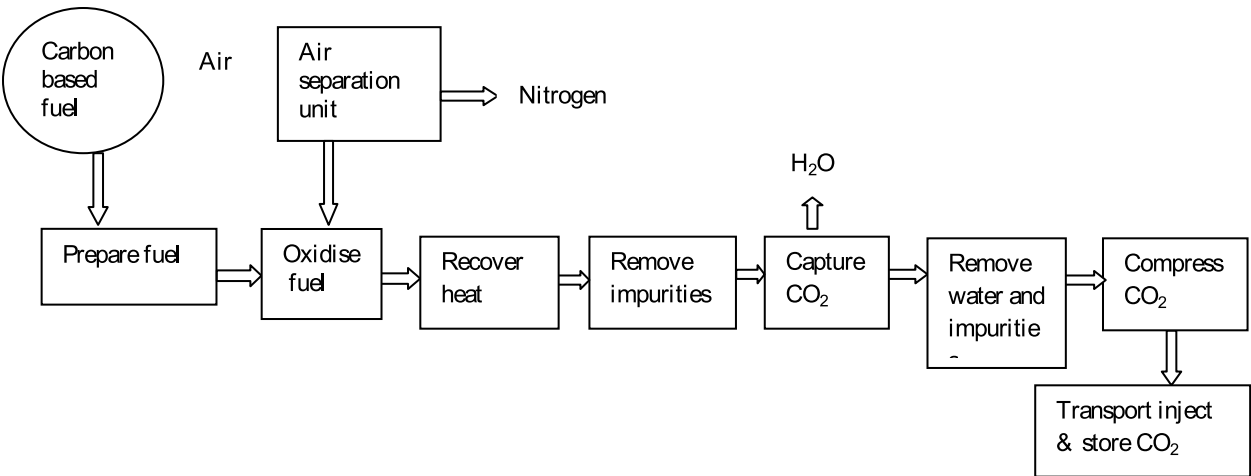 Carbon
based
fuel
Air
Air
separation
unit
Nitrogen
H₂O
Prepare fuel
Oxidise
fuel
Recover
heat
Remove
impurities
Capture
CO₂
Remove
water and
impuritie
Compress
CO₂
Transport inject
& store CO₂